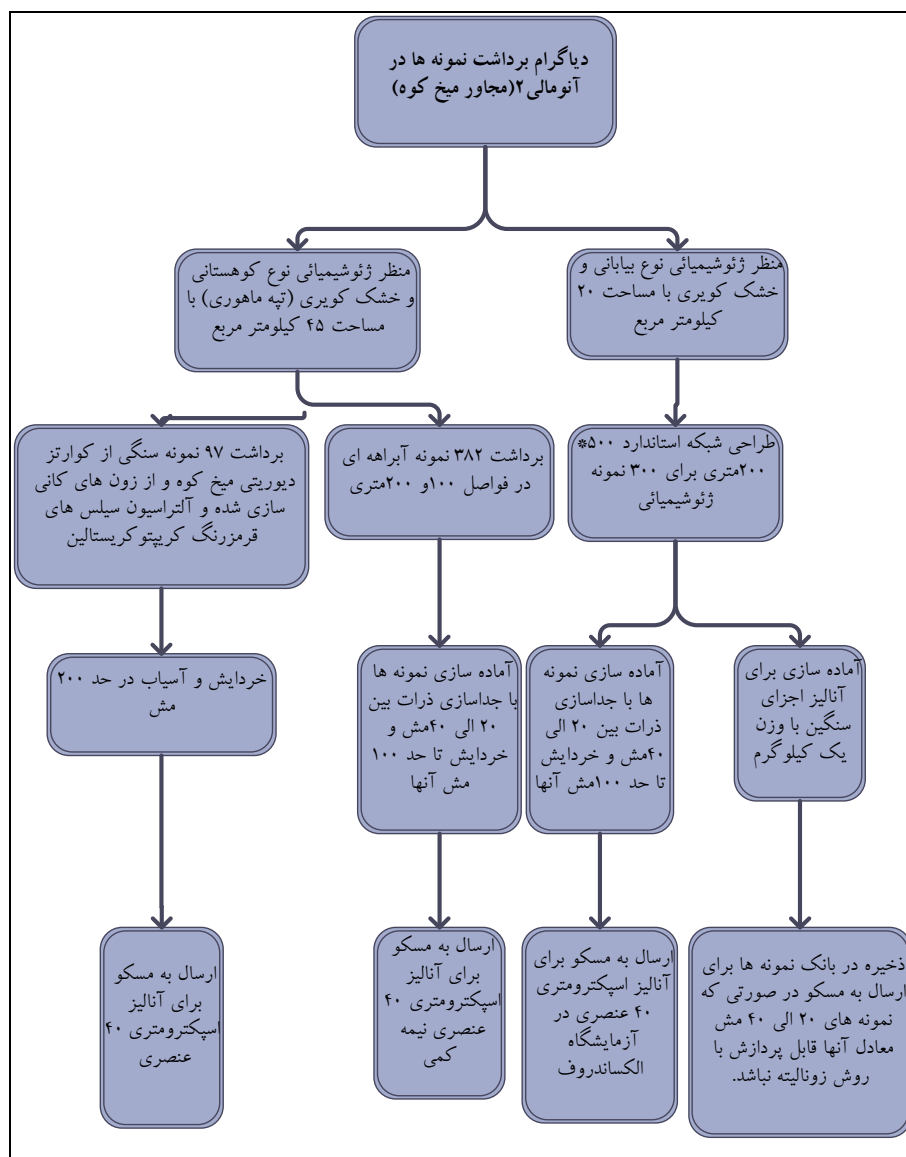 دیاگرام برداشت نمونه ها در
آنومالی۲(مجاور میخ کوه)
منظر ژئوشیمیائی نوع بیابانی و
خشک کویری با مساحت ۲۰
کیلومتر مربع
منظر ژئوشیمیائی نوع کوهستانی
و خشک کویری (تپه ماهوری) با
مساحت ۴۵ کیلومتر مربع
طراحی شبکه استاندارد ۵۰۰*
۲۰۰متری برای ۳۰۰ نمونه
ژئوشیمیائی
برداشت ۳۸۲ نمونه آبراهه ای
در فواصل ۱۰۰و ۲۰۰متری
برداشت ۹۷ نمونه سنگی از کوارتز
دیوریتی میخ کوه و از زون های کانی
سازی شده و آلتراسیون سیلس های
قرمزرنگ کریپتوکریستالین
آماده سازی برای
آنالیز اجزای
سنگین با وزن
یک کیلوگرم
آماده سازی نمونه
ها با جداسازی
ذرات بین ۲۰ الی
۴۰مش و خردایش
تا حد ۱۰۰مش آنها
آماده سازی نمونه ها
با جداسازی ذرات بین
۲۰ الی ۴۰مش و
خردایش تا حد ۱۰۰
مش آنها
خردایش و آسیاب در حد ۲۰۰
مش
ذخیره در بانک نمونه ها برای
ارسال به مسکو در صورتی که
نمونه های ۲۰ الی ۴۰ مش
معادل آنها قابل پردازش با
روش زونالیته نباشد.
ارسال به مسکو برای
آنالیز اسپکترومتری
۴۰ عنصری در
آزمایشگاه
الکساندروف
ارسال به مسکو
برای آنالیز
اسپکترومتری ۴۰
عنصری نیمه
کمی
ارسال به مسکو
برای آنالیز
اسپکترومتری ۴۰
عنصری